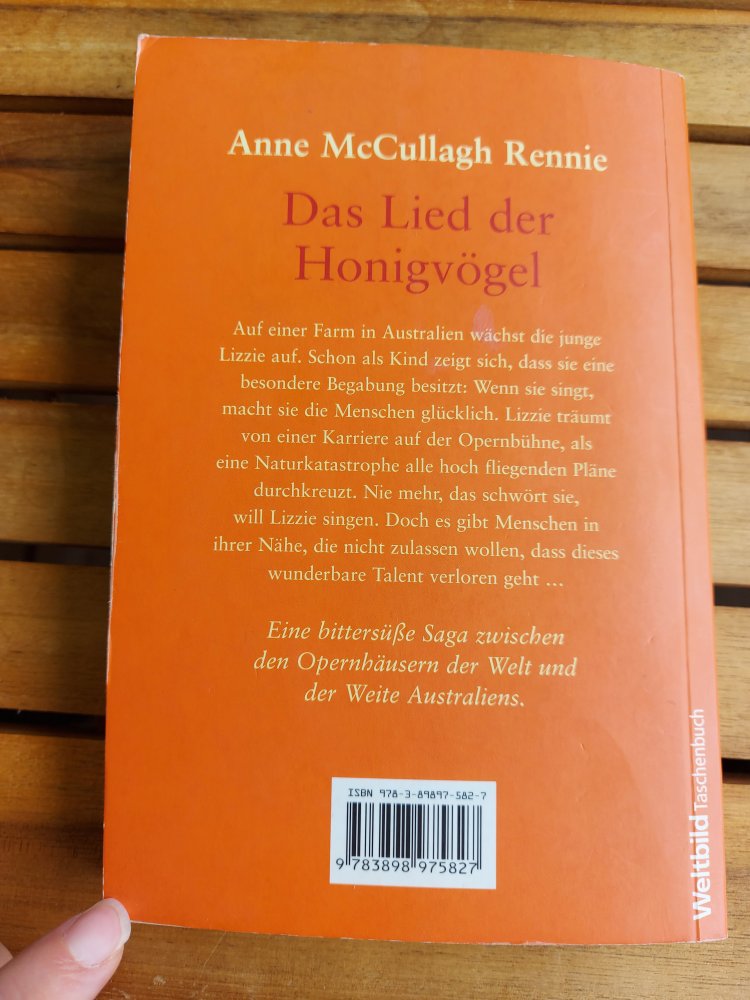 Anne McCullagh Rennie
Das Lied der
Honigvögel
Auf einer Farm in Australien wächst die junge
Lizzie auf. Schon als Kind zeigt sich, dass sie eine
besondere Begabung besitzt: Wenn sie singt,
macht sie die Menschen glücklich. Lizzie träumt
von einer Karriere auf der Opernbühne, als
eine Naturkatastrophe alle hoch fliegenden Pläne
durchkreuzt. Nie mehr, das schwört sie,
will Lizzie singen. Doch es gibt Menschen in
ihrer Nähe, die nicht zulassen wollen, dass dieses
wunderbare Talent verloren geht ...
Eine bittersüße Saga zwischen
den Opernhäusern der Welt und
der Weite Australiens.
ISBN 978-3-89897-582-7
9 783898 975827
Weltbild Taschenbuch